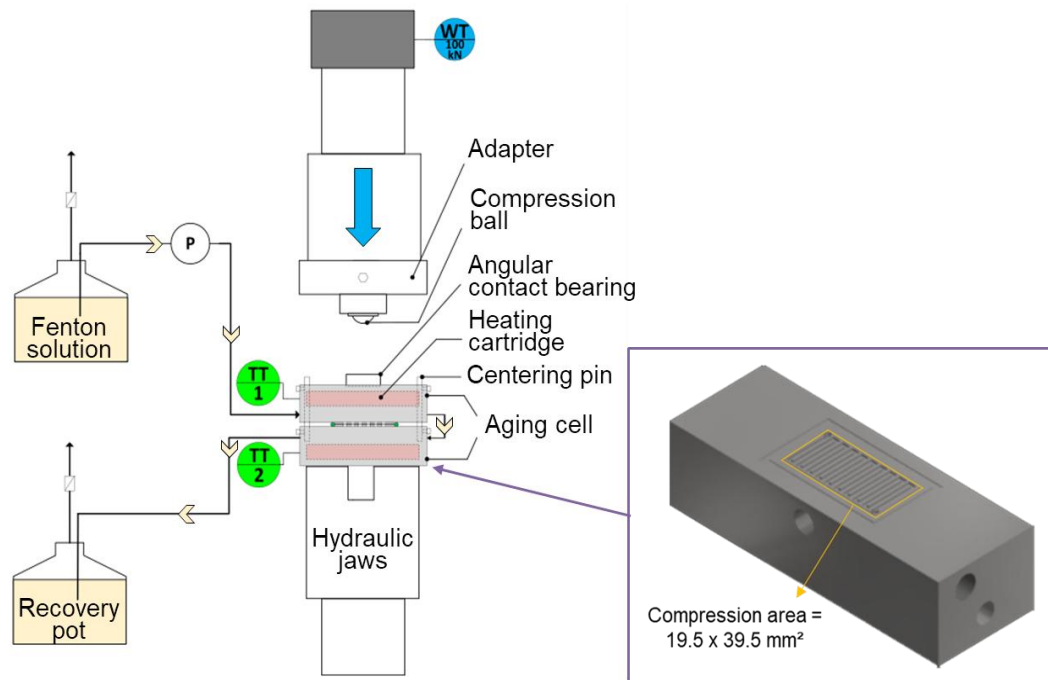 WT
100
kN
Adapter
Compression
ball
Angular
contact bearing
Heating
cartridge
Centering pin
Aging cell
P
Fenton
solution
TT
1
TT
2
Hydraulic
jaws
Recovery
pot
Compression area =
19.5 x 39.5 mm²